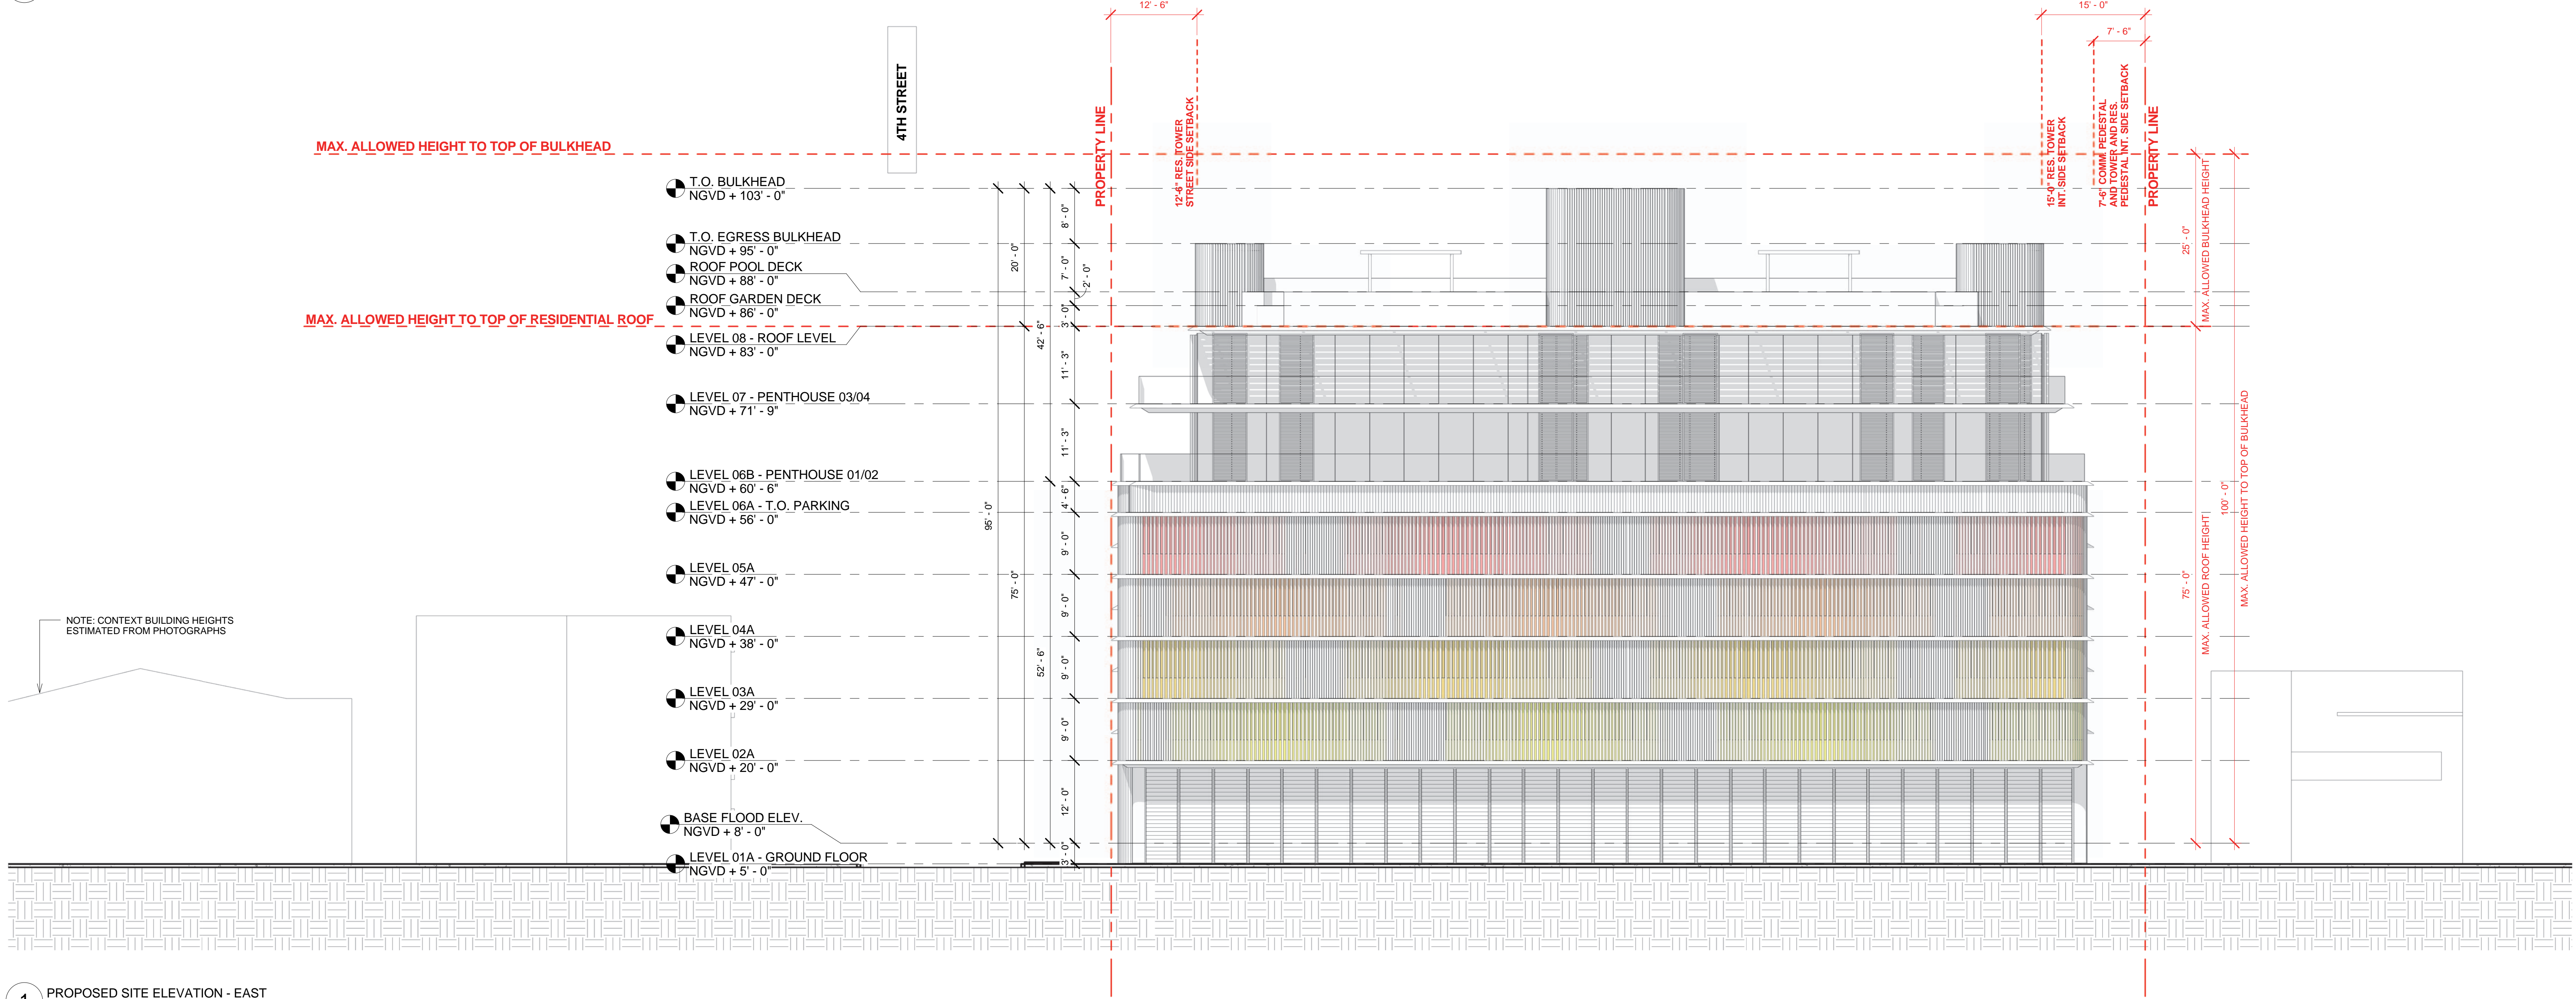 12' - 6"
15' - 0"
7' - 6"
4TH STREET
PROPERTY LINE
12'-6" RES. TOWER
STREET SIDE SETBACK
15'-0" RES. TOWER
INT. SIDE SETBACK
7'-6" COMM. PEDESTAL
AND TOWER AND RES.
PEDESTAL INT. SIDE SETBACK
PROPERTY LINE
MAX. ALLOWED HEIGHT TO TOP OF BULKHEAD
T.O. BULKHEAD
NGVD + 103' - 0"
T.O. EGRESS BULKHEAD
NGVD + 95' - 0"
ROOF POOL DECK
NGVD + 88' - 0"
ROOF GARDEN DECK
NGVD + 86' - 0"
MAX. ALLOWED HEIGHT TO TOP OF RESIDENTIAL ROOF
LEVEL 08 - ROOF LEVEL
NGVD + 83' - 0"
LEVEL 07 - PENTHOUSE 03/04
NGVD + 71' - 9"
LEVEL 06B - PENTHOUSE 01/02
NGVD + 60' - 6"
LEVEL 06A - T.O. PARKING
NGVD + 56' - 0"
LEVEL 05A
NGVD + 47' - 0"
LEVEL 04A
NGVD + 38' - 0"
LEVEL 03A
NGVD + 29' - 0"
LEVEL 02A
NGVD + 20' - 0"
BASE FLOOD ELEV.
NGVD + 8' - 0"
LEVEL 01A - GROUND FLOOR
NGVD + 5' - 0"
NOTE: CONTEXT BUILDING HEIGHTS
ESTIMATED FROM PHOTOGRAPHS
95' - 0"
20' - 0"
75' - 0"
42' - 6"
52' - 6"
8' - 0"
7' - 0"
2' - 0"
3' - 0"
11' - 3"
11' - 3"
4' - 6"
9' - 0"
9' - 0"
9' - 0"
9' - 0"
12' - 0"
3' - 0"
25' - 0"
MAX. ALLOWED BULKHEAD HEIGHT
75' - 0"
MAX. ALLOWED ROOF HEIGHT
100' - 0"
MAX. ALLOWED HEIGHT TO TOP OF BULKHEAD
1
PROPOSED SITE ELEVATION - EAST